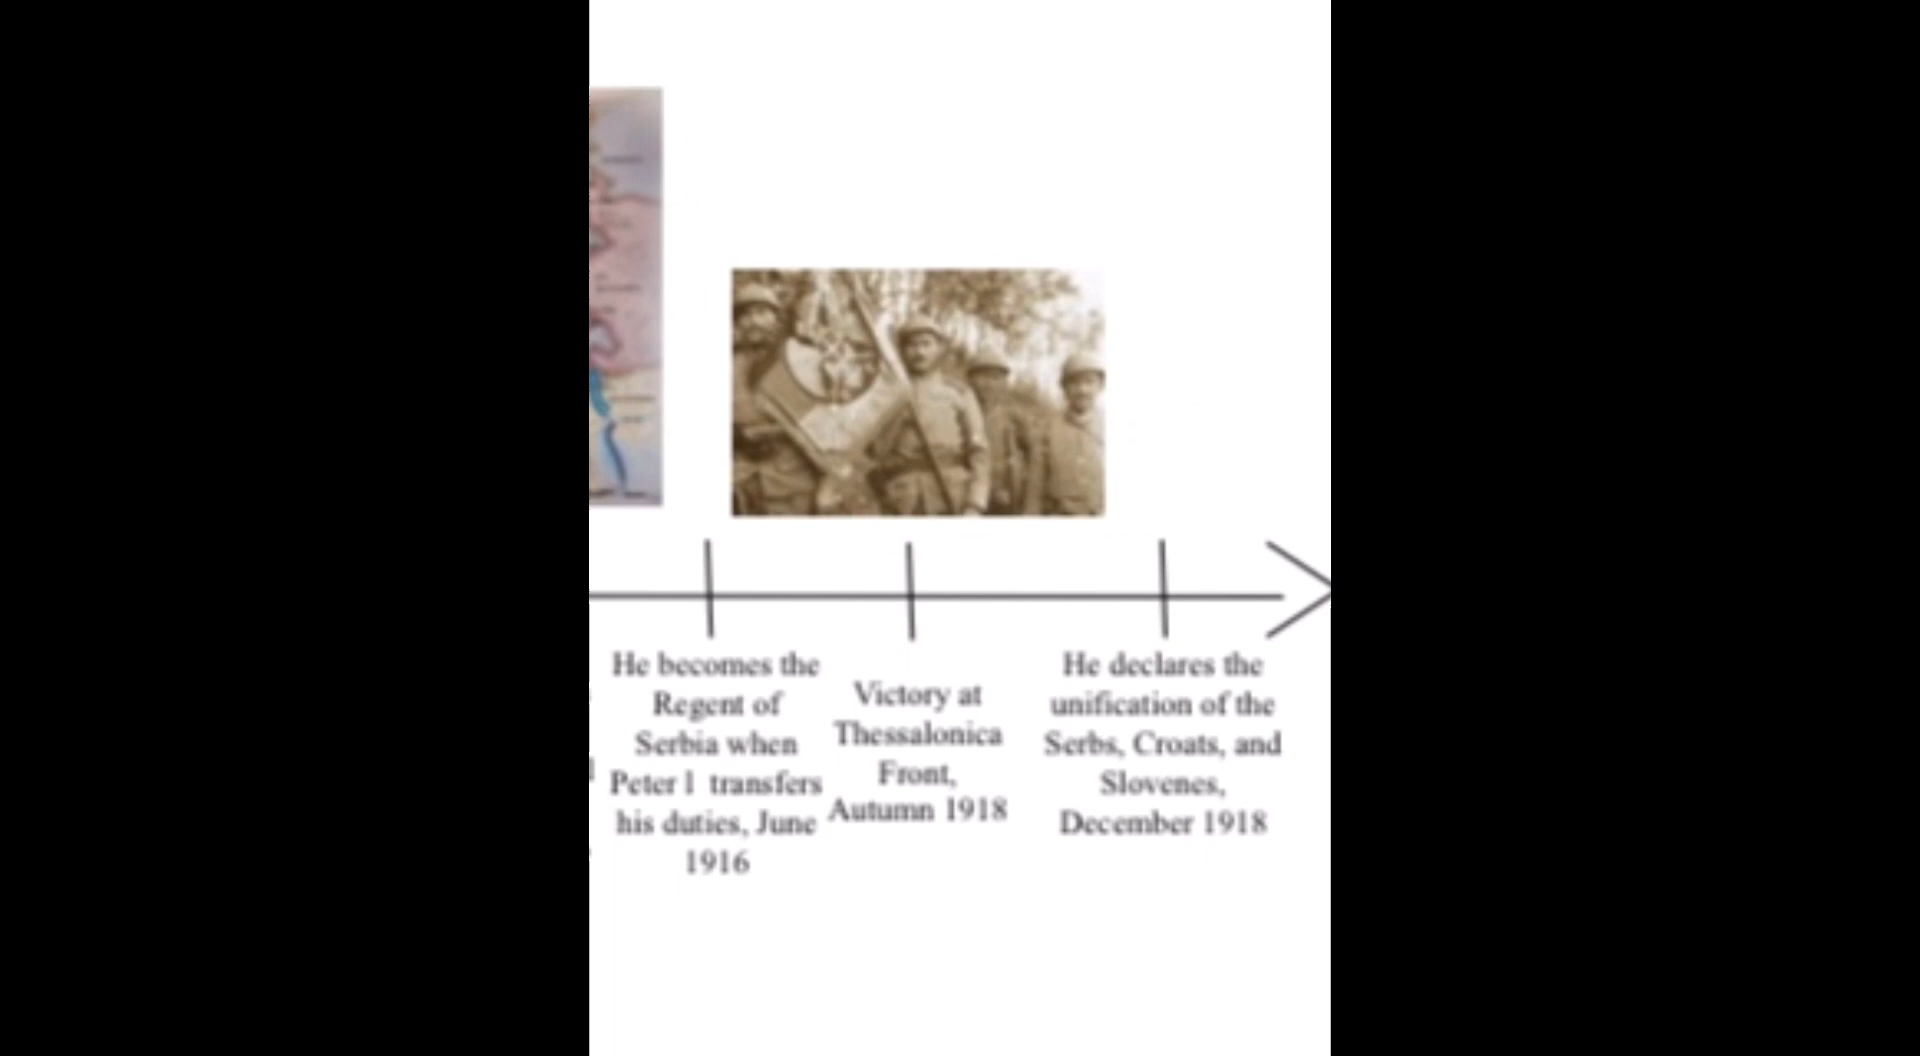 He becomes the
Regent of
Serbia when
Peter I transfers
his duties, June
1916
Victory at
Thessalonica
Front,
Autumn 1918
He declares the
unification of the
Serbs, Croats, and
Slovenes,
December 1918